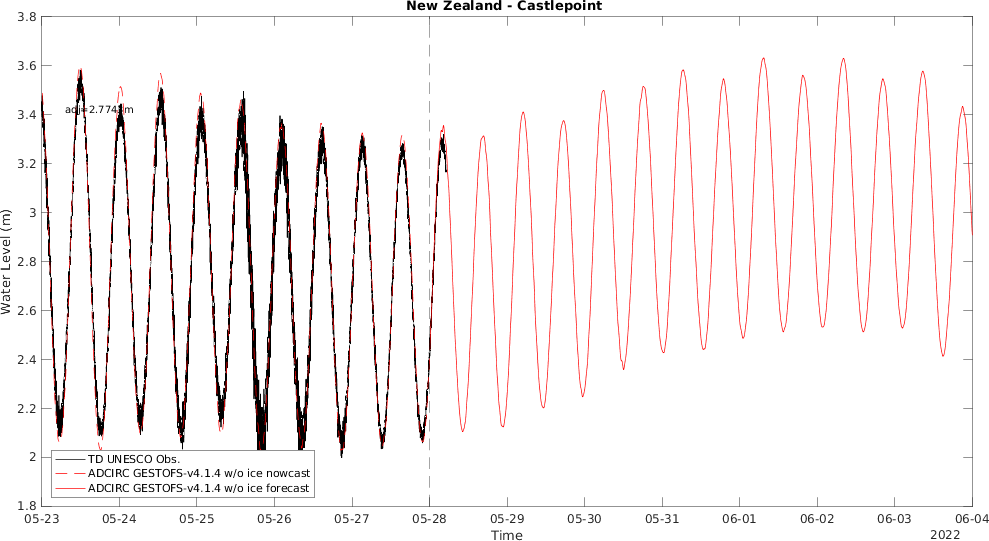 New Zealand - Castlepoint
3.8
3.6
3.4
3.2
3
2.8
2.6
2.4
2.2
2
1.8
Water Level (m)
TD UNESCO Obs.
ADCIRC GESTOFS-v4.1.4 w/o ice nowcast
ADCIRC GESTOFS-v4.1.4 w/o ice forecast
05-23 05-24 05-25 05-26 05-27 05-28 05-29 05-30 05-31 06-01 06-02 06-03 06-04
Time
2022